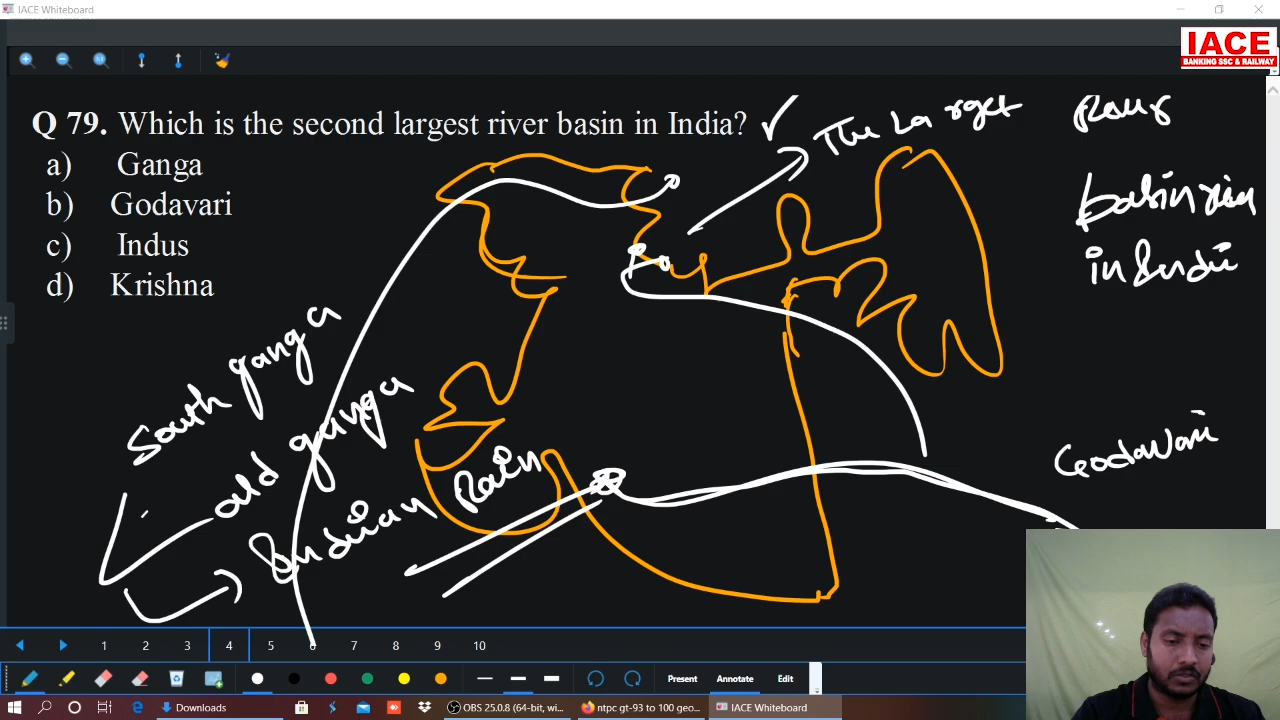 IACE Whiteboard
IACE
BANKING SSC & RAILWAY
Q 79. Which is the second largest river basin in India?
a) Ganga
b) Godavari
c) Indus
d) Krishna
The Larget
basin
in India
South ganga
old ganga
Indian
Godavari
1 2 3 4 5 6 7 8 9 10
Present Annotate Edit
Downloads
OBS 25.0.8 (64-bit, wi...
ntpc gt-93 to 100 geo...
IACE Whiteboard